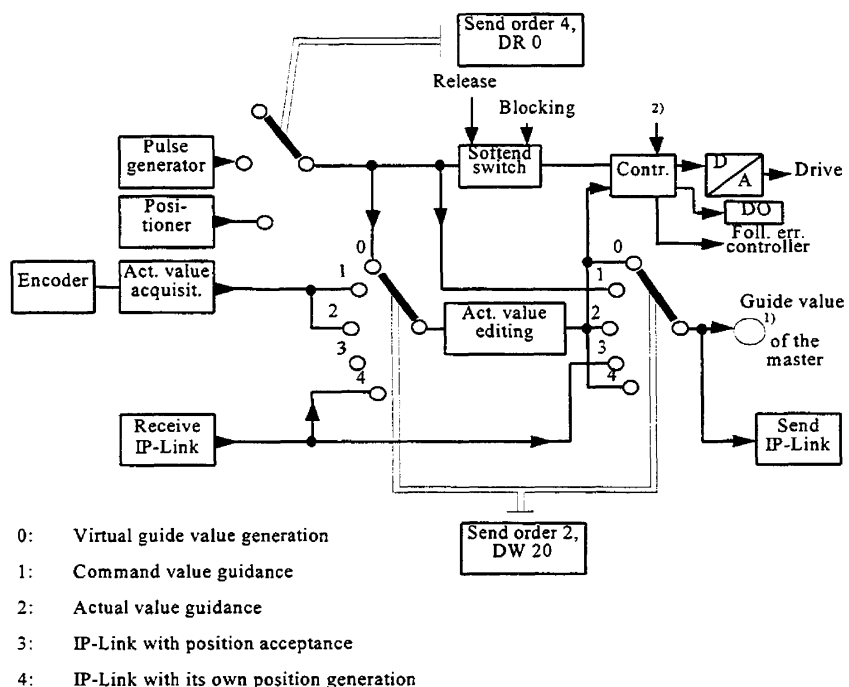 Send order 4,
DR 0
Release
Blocking
2)
Pulse
generator
Softend
switch
Contr.
D
A
Drive
Posi-
tioner
DO
Foll. err.
controller
0
0
Encoder
Act. value
acquisit.
1
1
2
Act. value
editing
2
Guide value
1)
of the
master
3
3
4
4
Receive
IP-Link
Send
IP-Link
Send order 2,
DW 20
0: Virtual guide value generation
1: Command value guidance
2: Actual value guidance
3: IP-Link with position acceptance
4: IP-Link with its own position generation